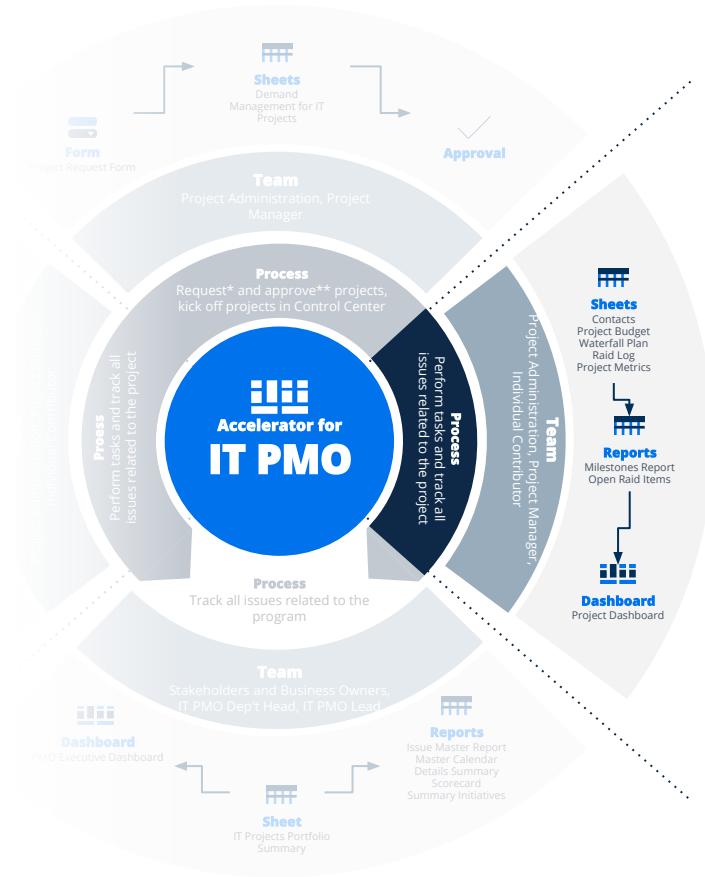 Sheets
Demand
Management for IT
Projects
Form
Project Request Form
Approval
Team
Project Administration, Project
Manager
Process
Request* and approve** projects,
kick off projects in Control Center
Proess
Perform tasks and track all
issues related to the project
Accelerator for
IT PMO
Process
Perform tasks and track all
issues related to the project
Team
Project Administration, Project Manager,
Individual Contributor
Sheets
Contacts
Project Budget
Waterfall Plan
Raid Log
Project Metrics
Reports
Milestones Report
Open Raid Items
Dashboard
Project Dashboard
Process
Track all issues related to the
program
Team
Stakeholders and Business Owners,
IT PMO Dep't Head, IT PMO Lead
Dashboard
PMO Executive Dashboard
Reports
Issue Master Report
Master Calendar
Details Summary
Scorecard
Summary Initiatives
Sheet
IT Projects Portfolio
Summary